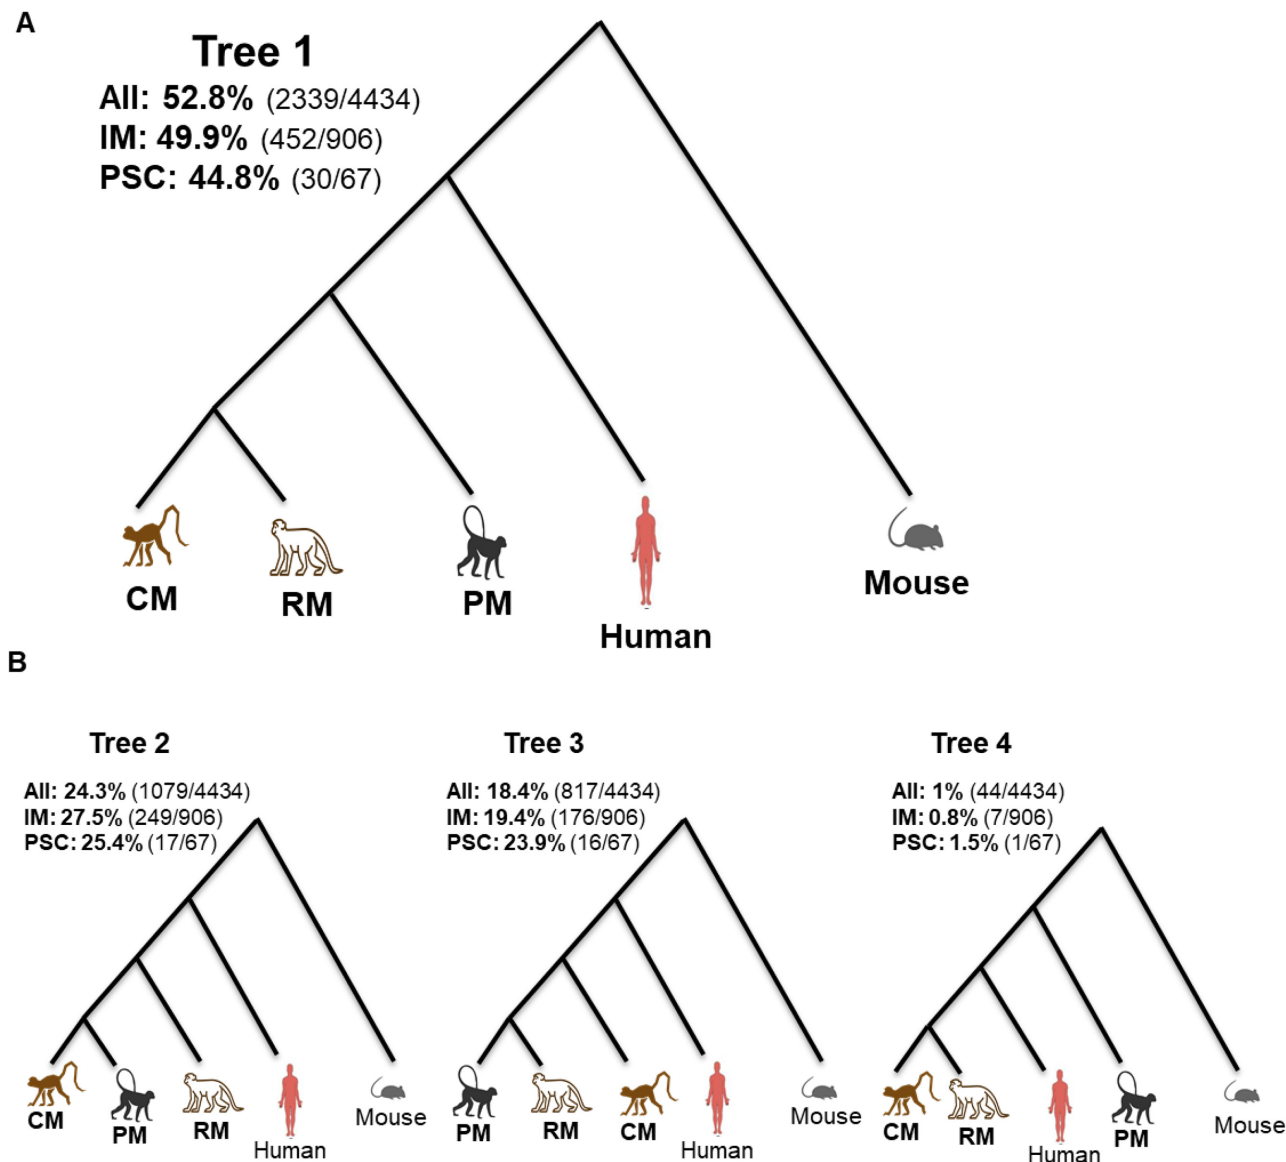 A
Tree 1
All: 52.8% (2339/4434)
IM: 49.9% (452/906)
PSC: 44.8% (30/67)
CM
RM
PM
Human
Mouse
B
Tree 2
All: 24.3% (1079/4434)
IM: 27.5% (249/906)
PSC: 25.4% (17/67)
CM
PM
RM
Human
Mouse
Tree 3
All: 18.4% (817/4434)
IM: 19.4% (176/906)
PSC: 23.9% (16/67)
PM
RM
CM
Human
Mouse
Tree 4
All: 1% (44/4434)
IM: 0.8% (7/906)
PSC: 1.5% (1/67)
CM
RM
Human
PM
Mouse